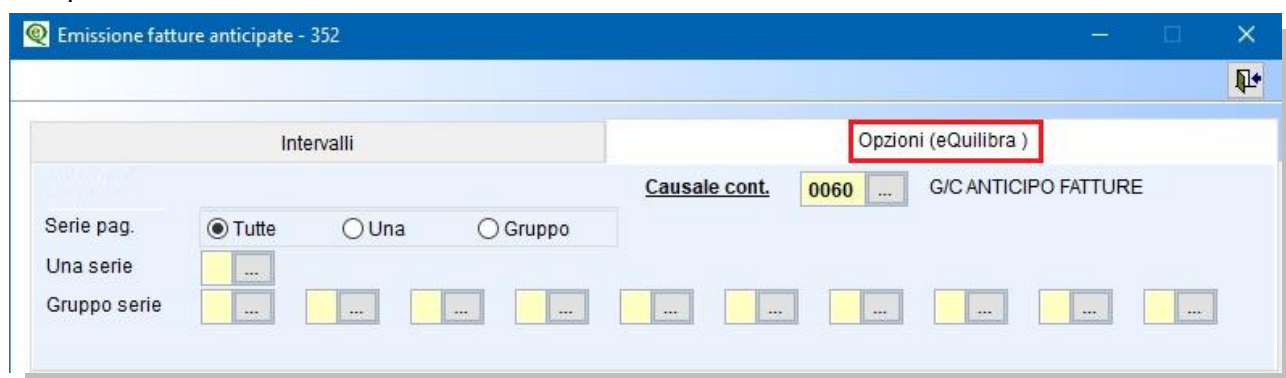 Emissione fatture anticipate - 352
Intervalli
Opzioni (eQuilibra )
Causale cont. 0060 ... G/C ANTICIPO FATTURE
Serie pag. Tutte Una Gruppo
Una serie ...
Gruppo serie ... ... ... ... ... ... ... ... ... ...